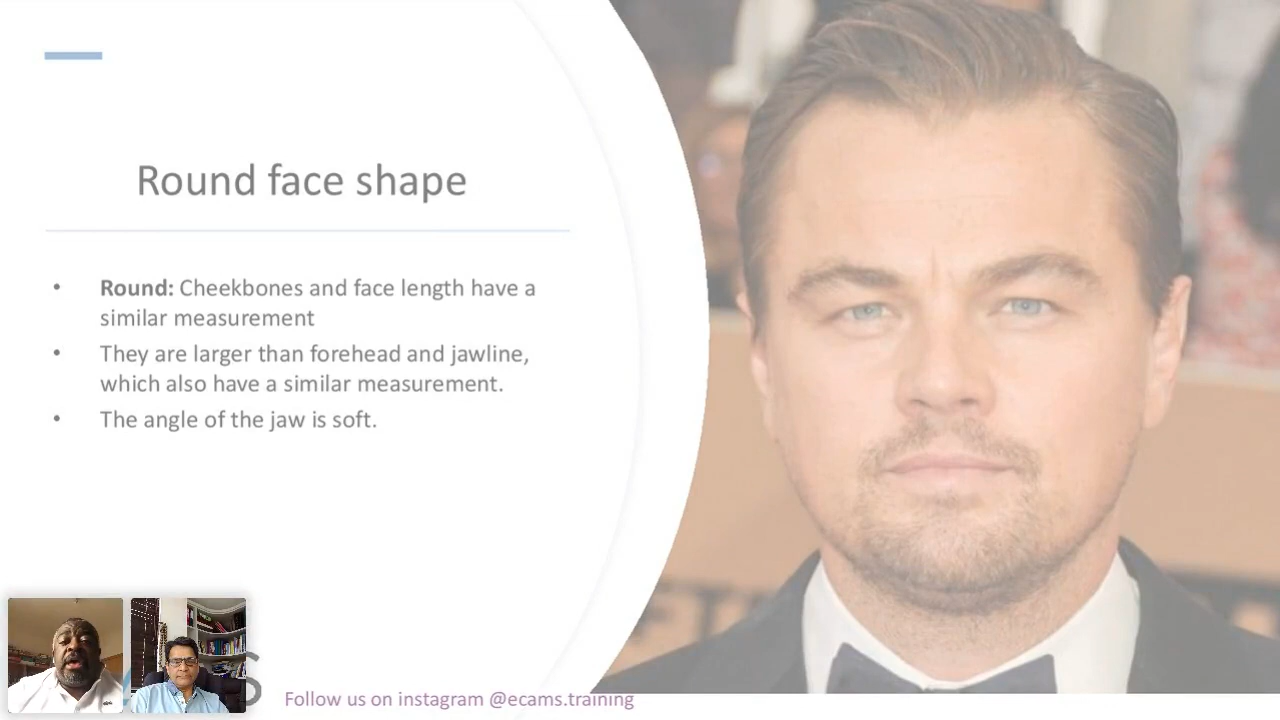 Round face shape
• Round: Cheekbones and face length have a
similar measurement
• They are larger than forehead and jawline,
which also have a similar measurement.
• The angle of the jaw is soft.
Follow us on instagram @ecams.training